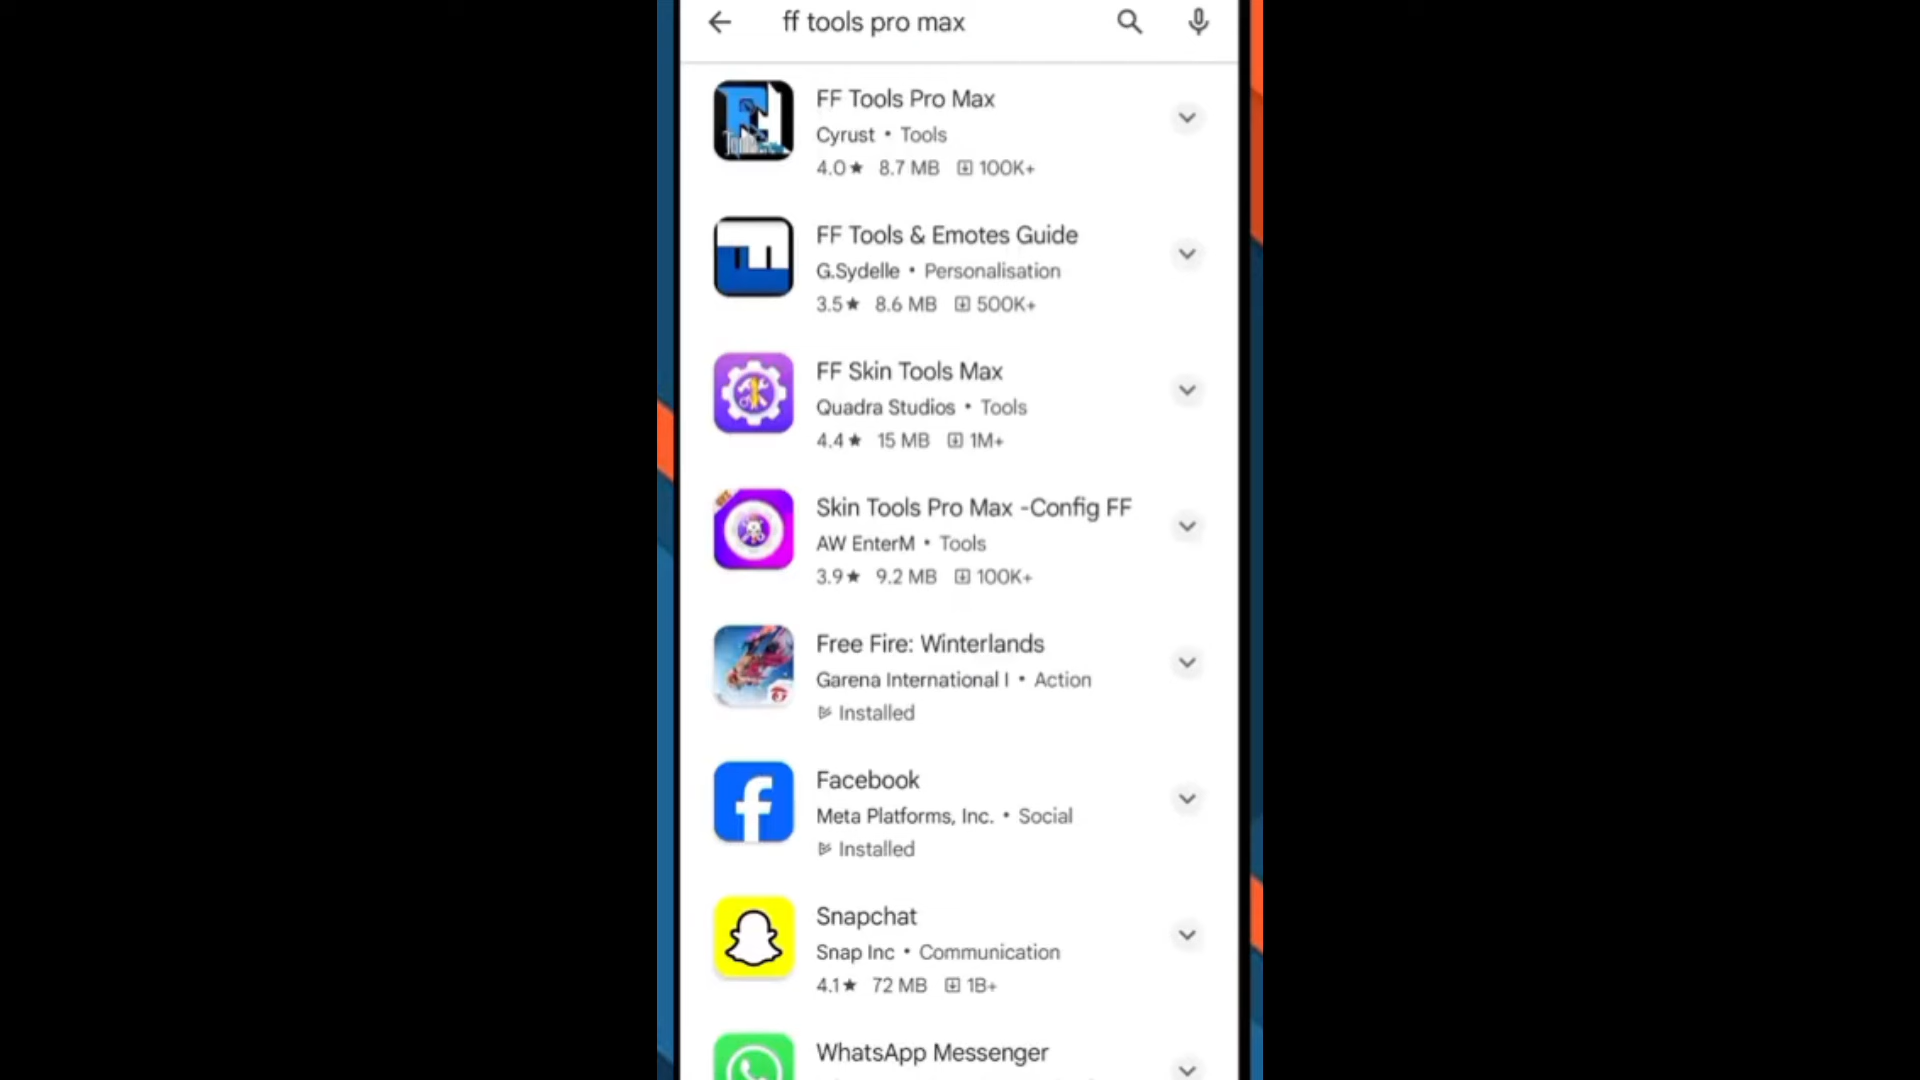 ff tools pro max
FF Tools Pro Max
Cyrust • Tools
4.0★ 8.7 MB 100K+
FF Tools & Emotes Guide
G.Sydelle • Personalisation
3.5★ 8.6 MB 500K+
FF Skin Tools Max
Quadra Studios • Tools
4.4★ 15 MB 1M+
Skin Tools Pro Max -Config FF
AW EnterM • Tools
3.9★ 9.2 MB 100K+
Free Fire: Winterlands
Garena International I • Action
Installed
Facebook
Meta Platforms, Inc. • Social
Installed
Snapchat
Snap Inc • Communication
4.1★ 72 MB 1B+
WhatsApp Messenger